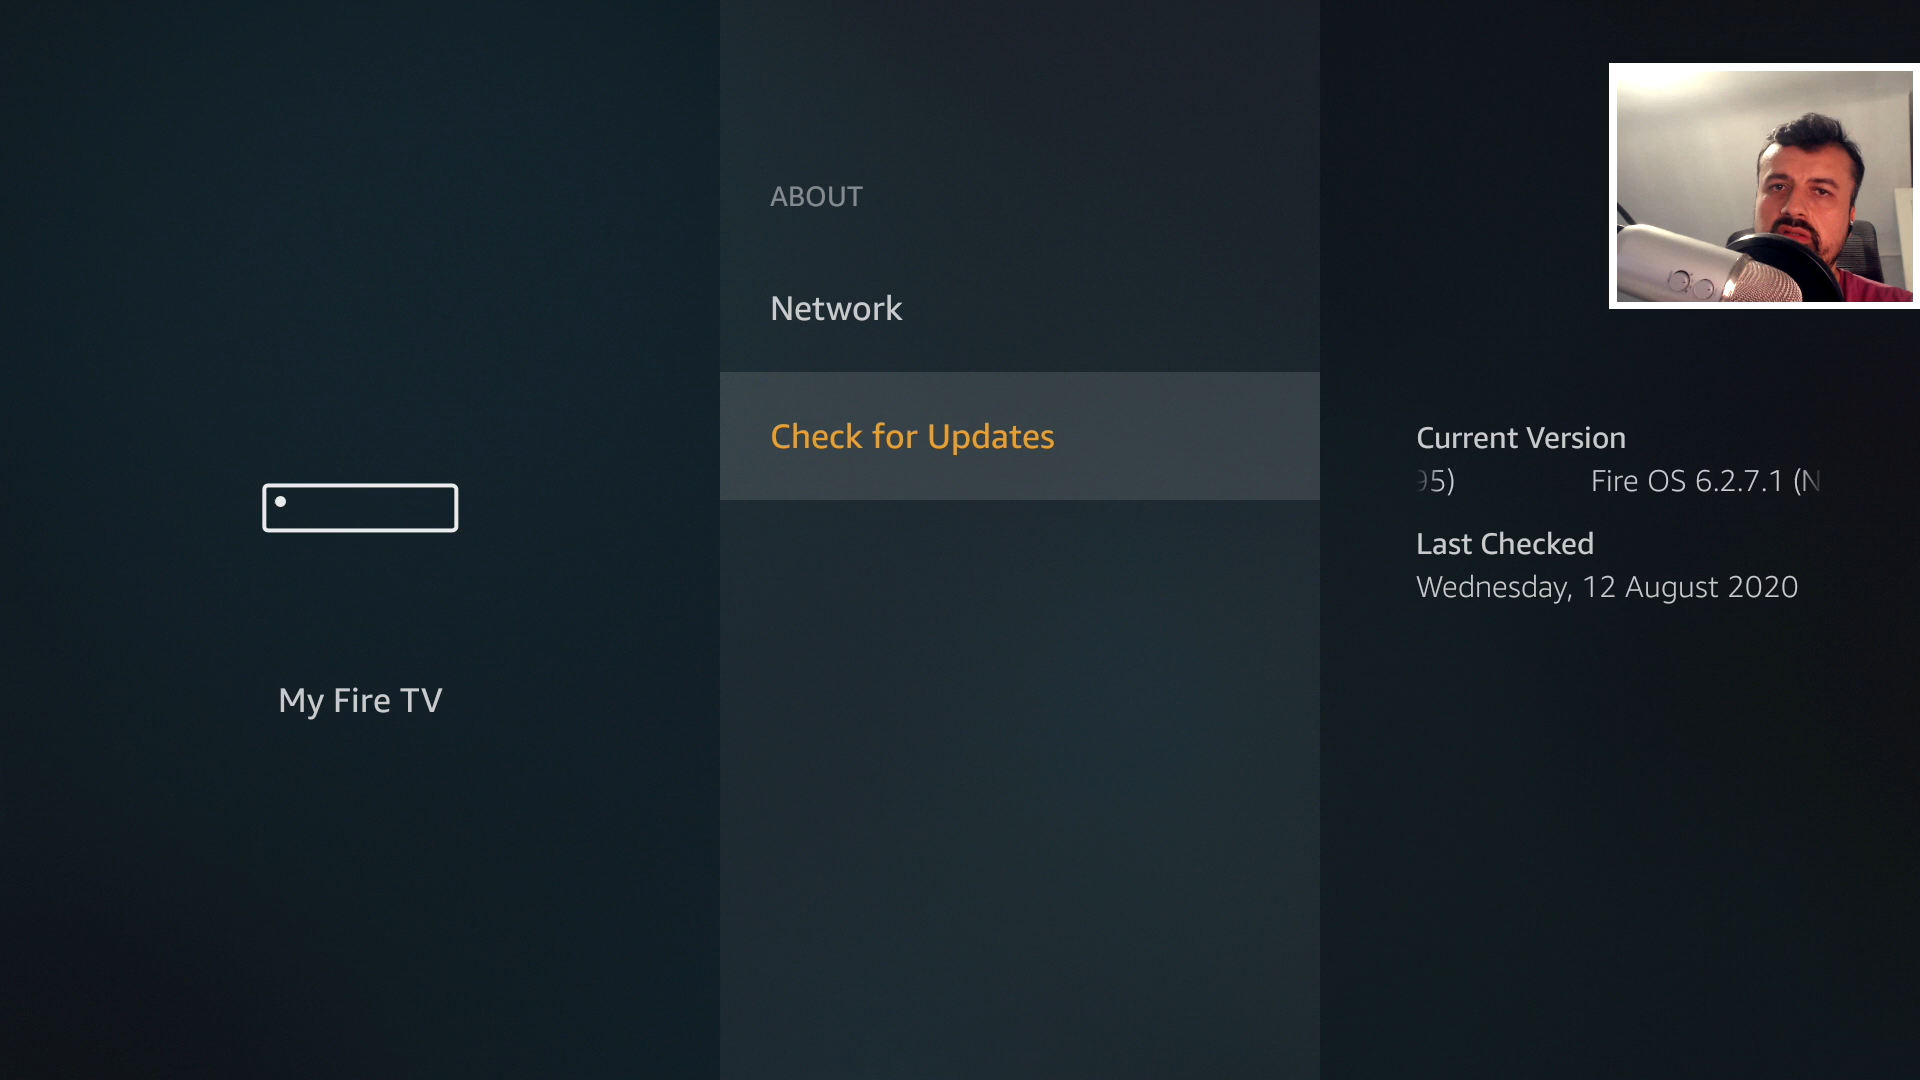 ABOUT
Network
Check for Updates
My Fire TV
Current Version
95) Fire OS 6.2.7.1 (N
Last Checked
Wednesday, 12 August 2020